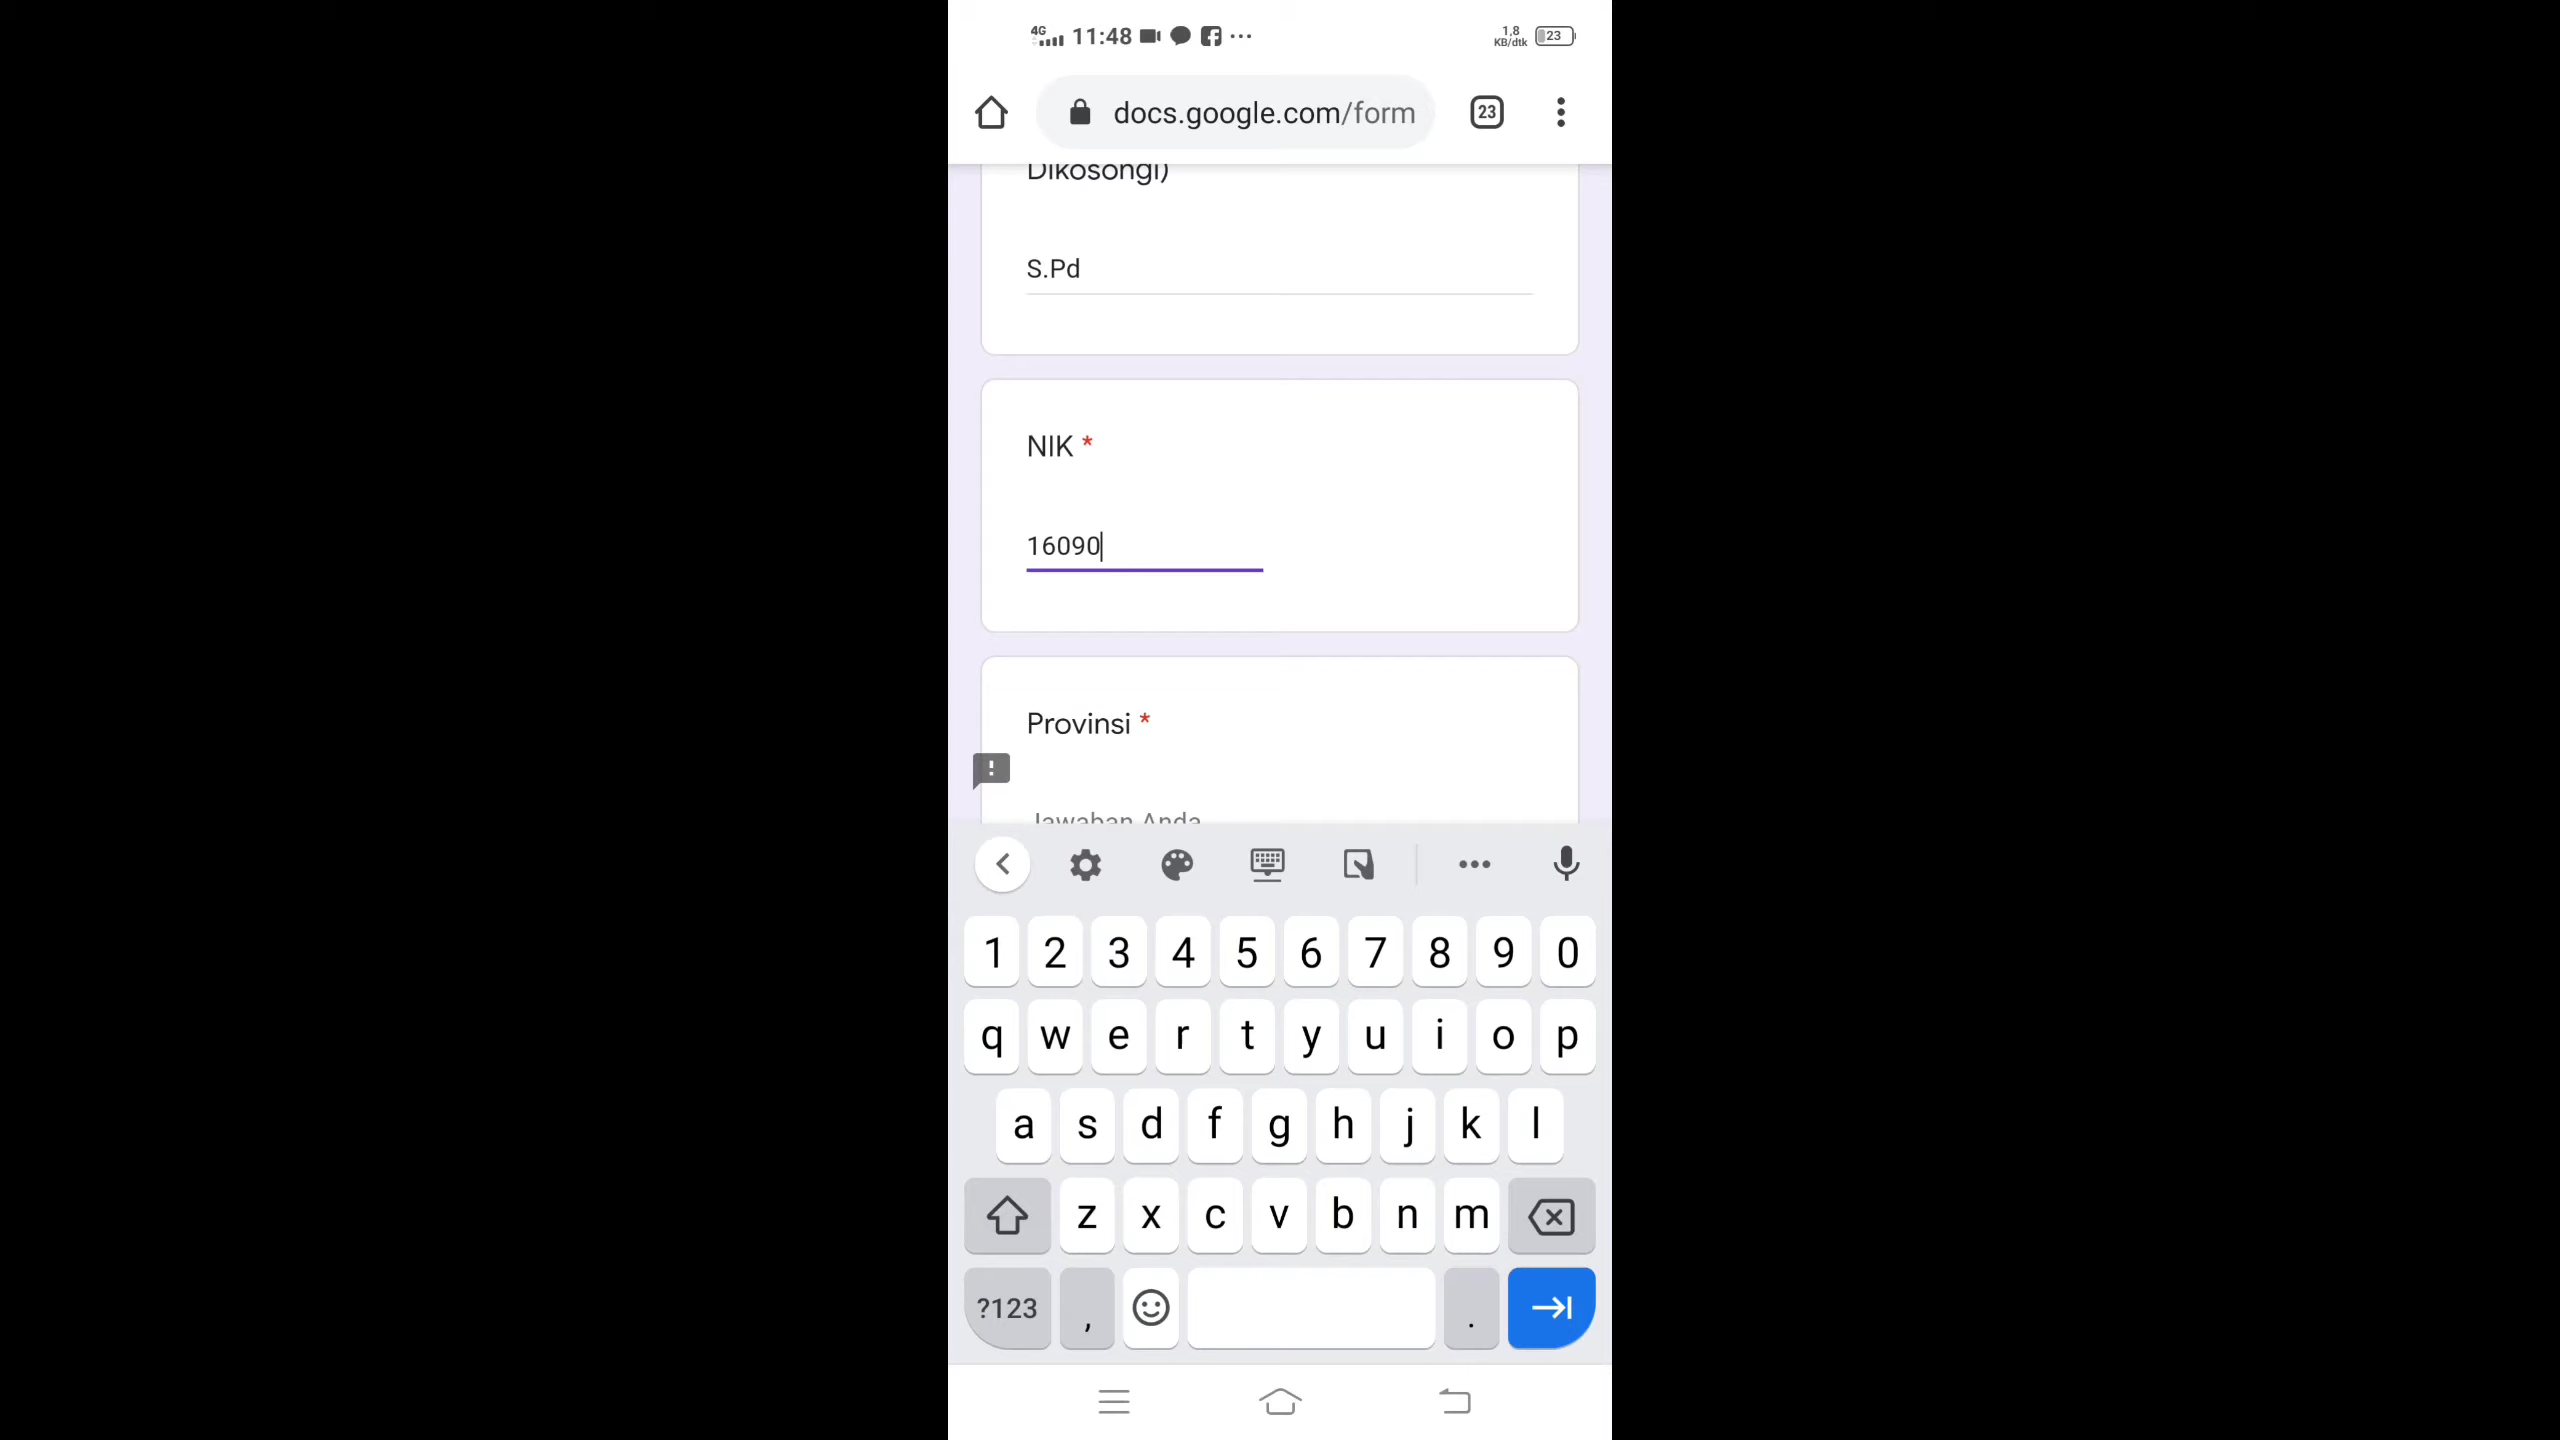 4G 11:48 1,8 KB/dtk 23
docs.google.com/form 23
Dikosongi)
S.Pd
NIK *
16090
Provinsi *
Jawaban Anda
1 2 3 4 5 6 7 8 9 0
q w e r t y u i o p
a s d f g h j k l
z x c v b n m
?123 , .